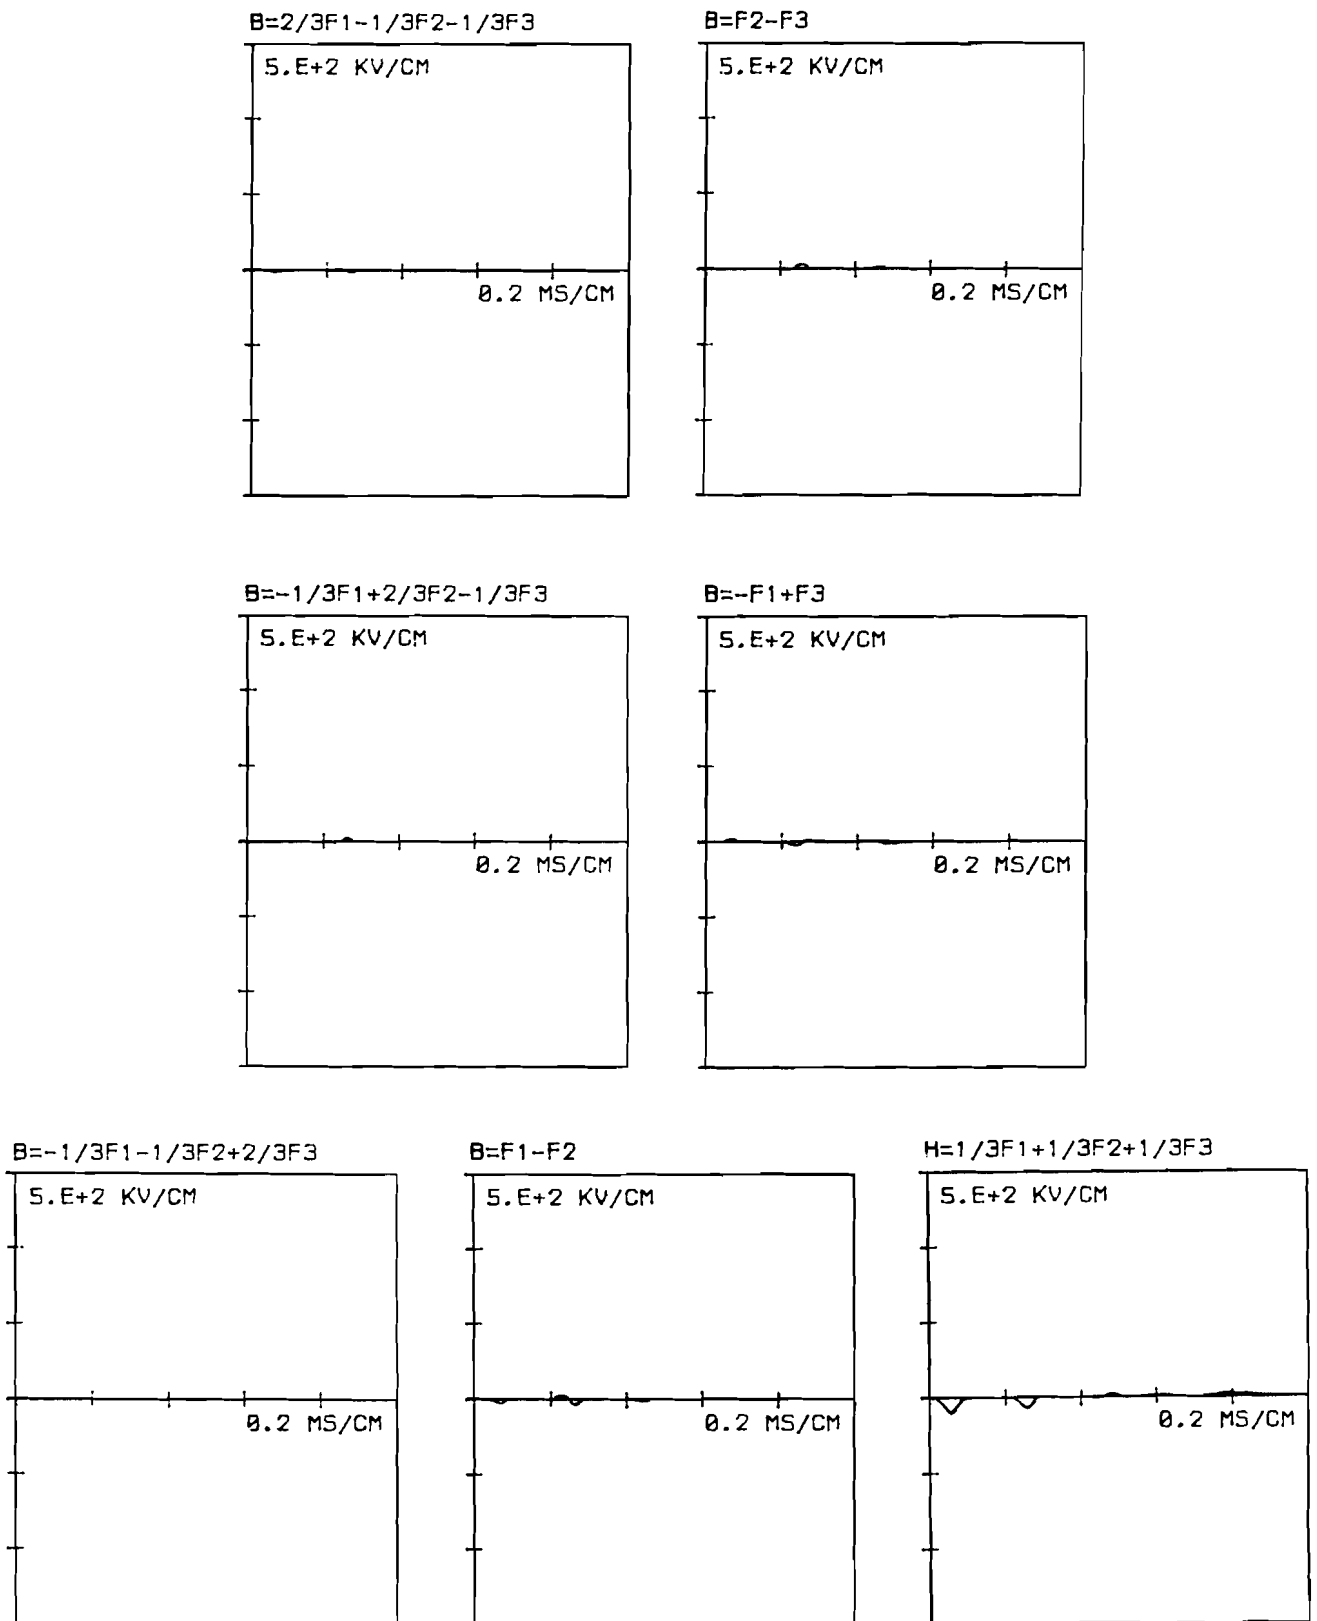 B=2/3F1-1/3F2-1/3F3
B=F2-F3
5.E+2 KV/CM
5.E+2 KV/CM
0.2 MS/CM
0.2 MS/CM
B=-1/3F1+2/3F2-1/3F3
B=-F1+F3
5.E+2 KV/CM
5.E+2 KV/CM
0.2 MS/CM
0.2 MS/CM
B=-1/3F1-1/3F2+2/3F3
B=F1-F2
H=1/3F1+1/3F2+1/3F3
5.E+2 KV/CM
5.E+2 KV/CM
5.E+2 KV/CM
0.2 MS/CM
0.2 MS/CM
0.2 MS/CM